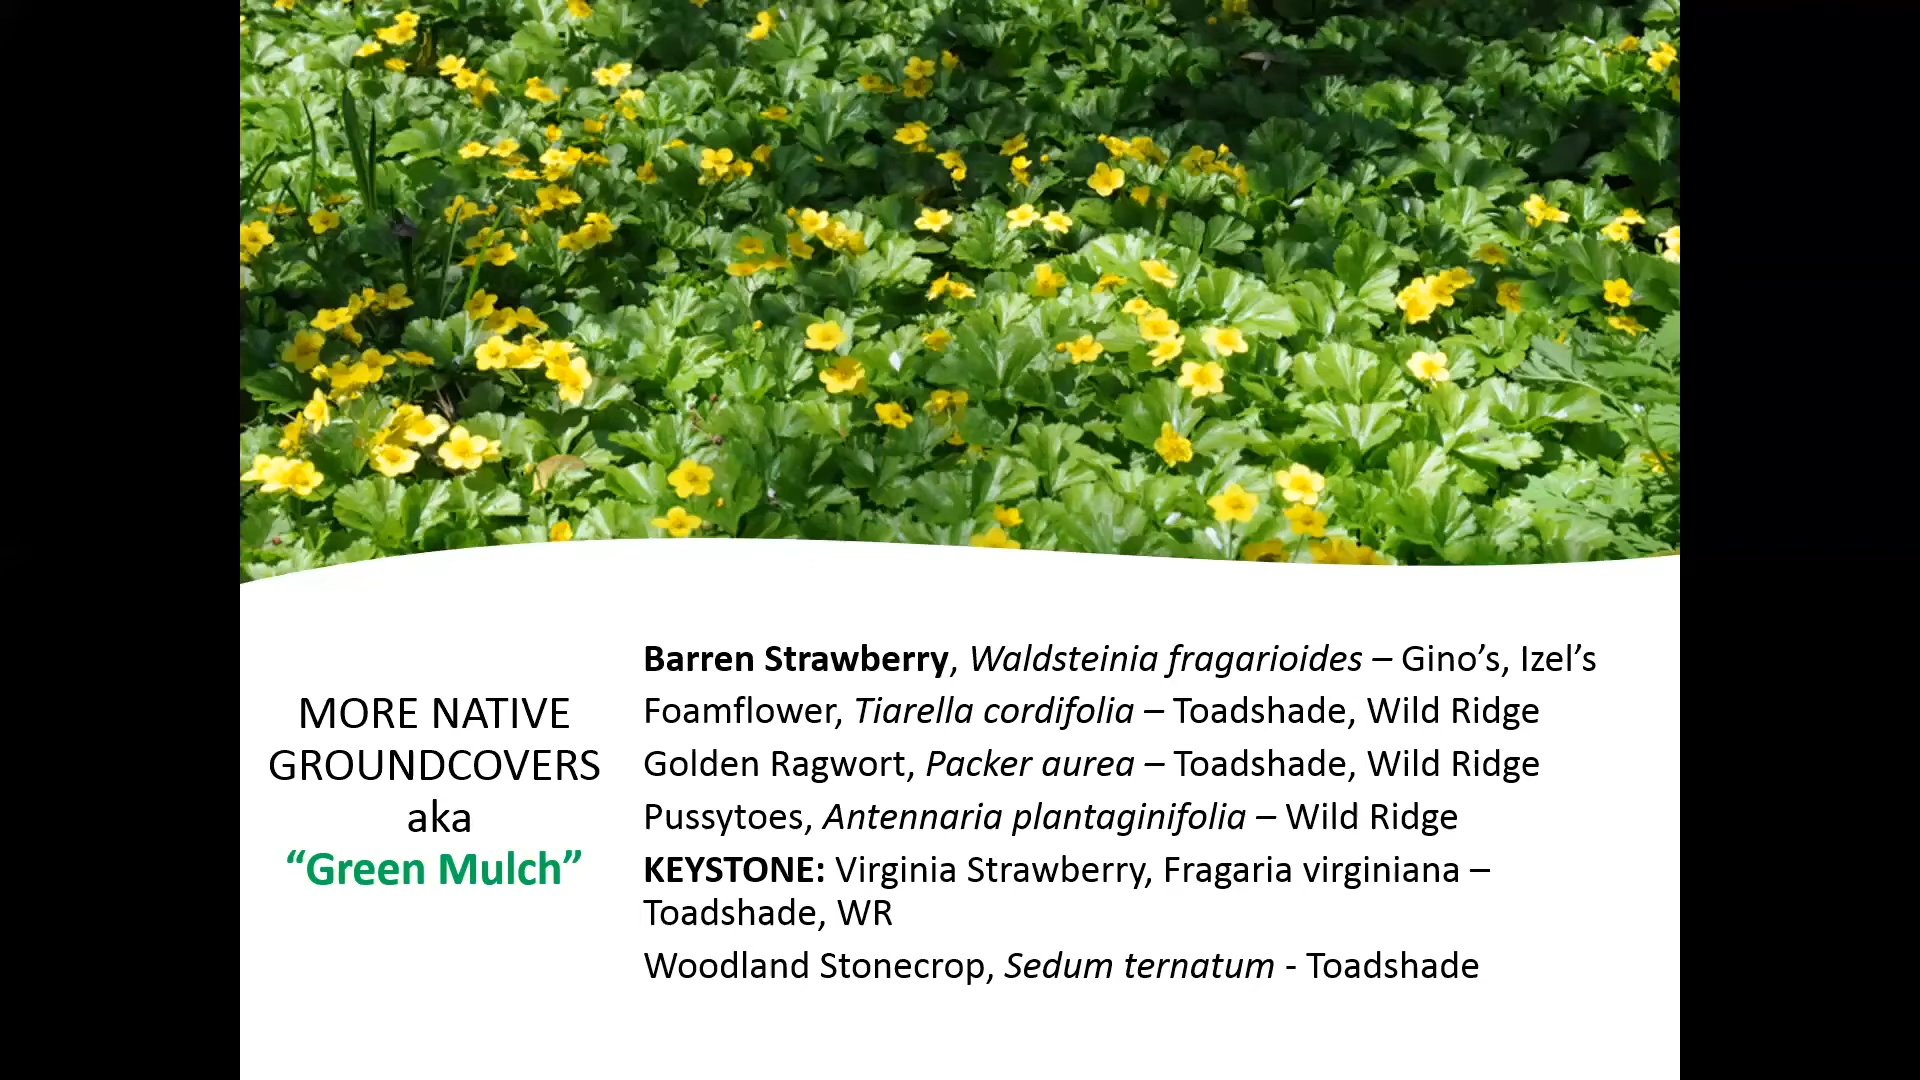 MORE NATIVE
GROUNDCOVERS
aka
“Green Mulch”
Barren Strawberry, Waldsteinia fragarioides – Gino’s, Izel’s
Foamflower, Tiarella cordifolia – Toadshade, Wild Ridge
Golden Ragwort, Packer aurea – Toadshade, Wild Ridge
Pussytoes, Antennaria plantaginifolia – Wild Ridge
KEYSTONE: Virginia Strawberry, Fragaria virginiana –
Toadshade, WR
Woodland Stonecrop, Sedum ternatum - Toadshade